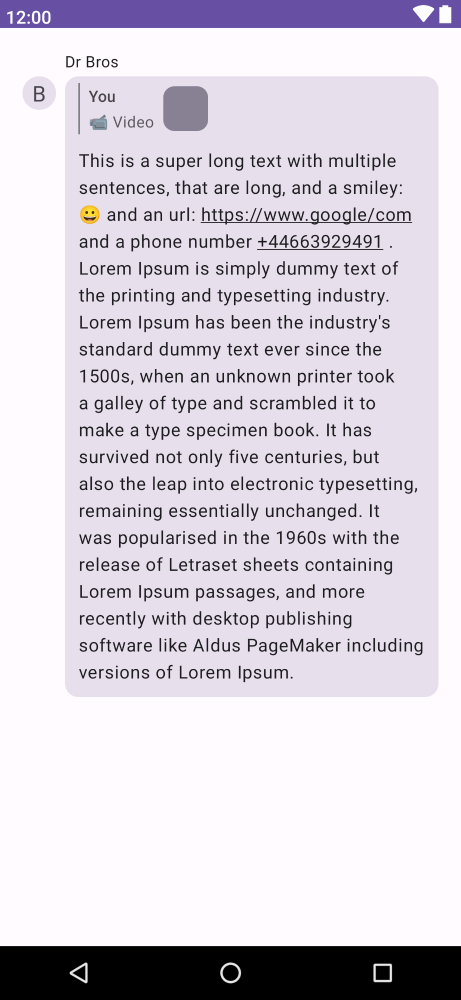 12:00
Dr Bros
B
You
📹 Video
This is a super long text with multiple
sentences, that are long, and a smiley:
😀 and an url: https://www.google/com
and a phone number +44663929491 .
Lorem Ipsum is simply dummy text of
the printing and typesetting industry.
Lorem Ipsum has been the industry's
standard dummy text ever since the
1500s, when an unknown printer took
a galley of type and scrambled it to
make a type specimen book. It has
survived not only five centuries, but
also the leap into electronic typesetting,
remaining essentially unchanged. It
was popularised in the 1960s with the
release of Letraset sheets containing
Lorem Ipsum passages, and more
recently with desktop publishing
software like Aldus PageMaker including
versions of Lorem Ipsum.